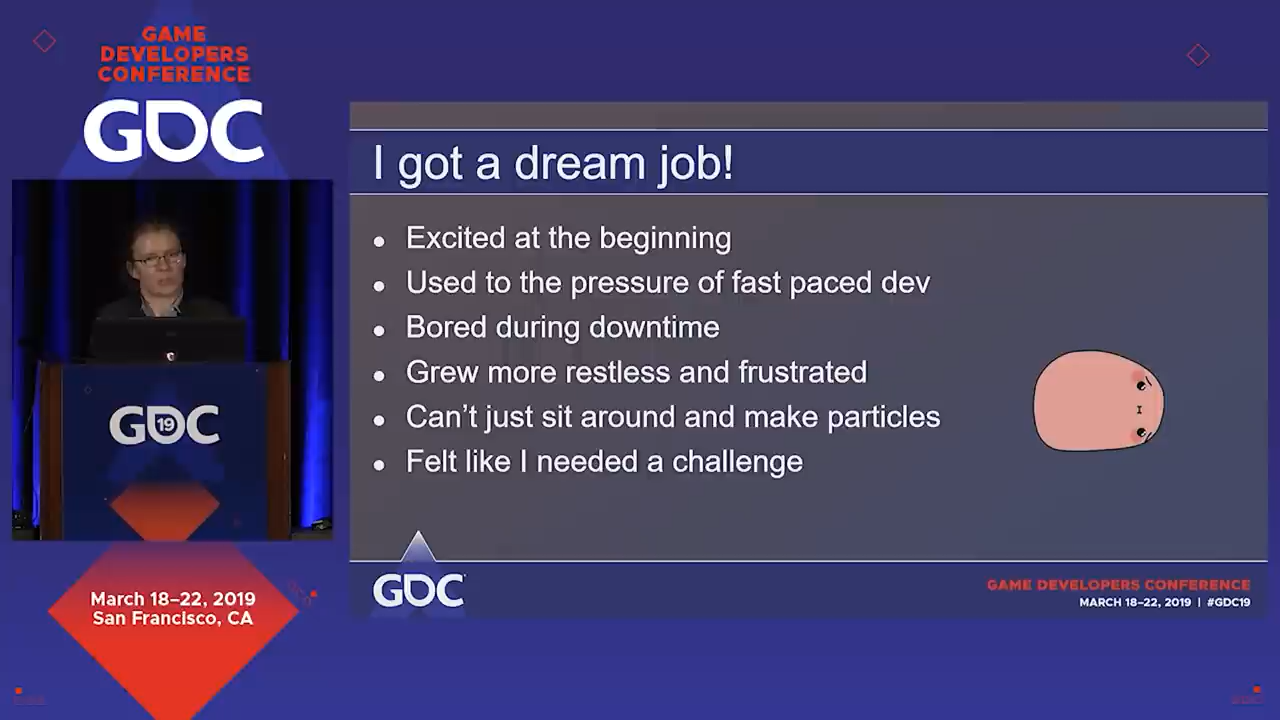 GAME
DEVELOPERS
CONFERENCE
GDC
I got a dream job!
Excited at the beginning
Used to the pressure of fast paced dev
Bored during downtime
Grew more restless and frustrated
Can't just sit around and make particles
Felt like I needed a challenge
GDC
19
March 18–22, 2019
San Francisco, CA
GDC
GAME DEVELOPERS CONFERENCE
MARCH 18–22, 2019 | #GDC19